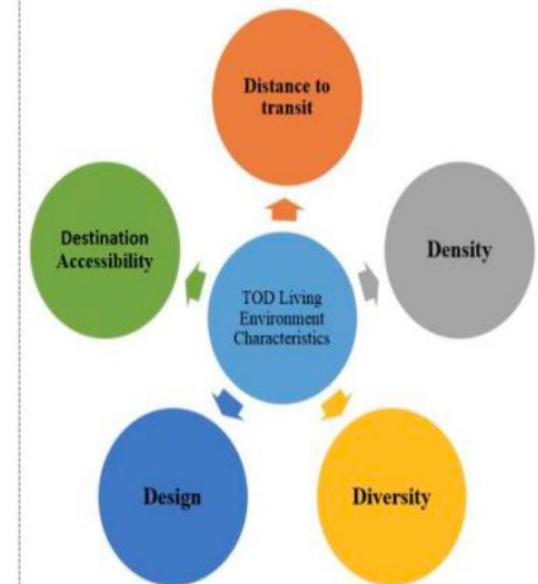 Distance to
transit
Destination
Accessibility
Density
TOD Living
Environment
Characteristics
Design
Diversity